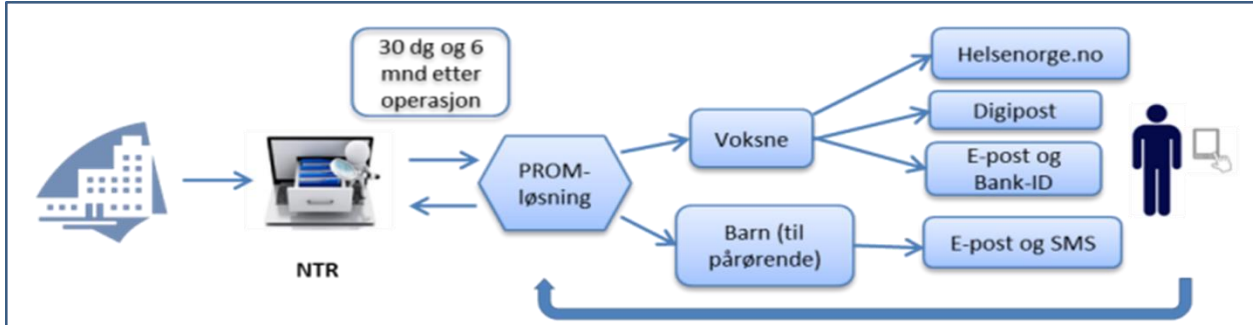 30 dg og 6
mnd etter
operasjon
NTR
PROM-
løsning
Voksne
Barn (til
pårørende)
Helsenorge.no
Digipost
E-post og
Bank-ID
E-post og SMS